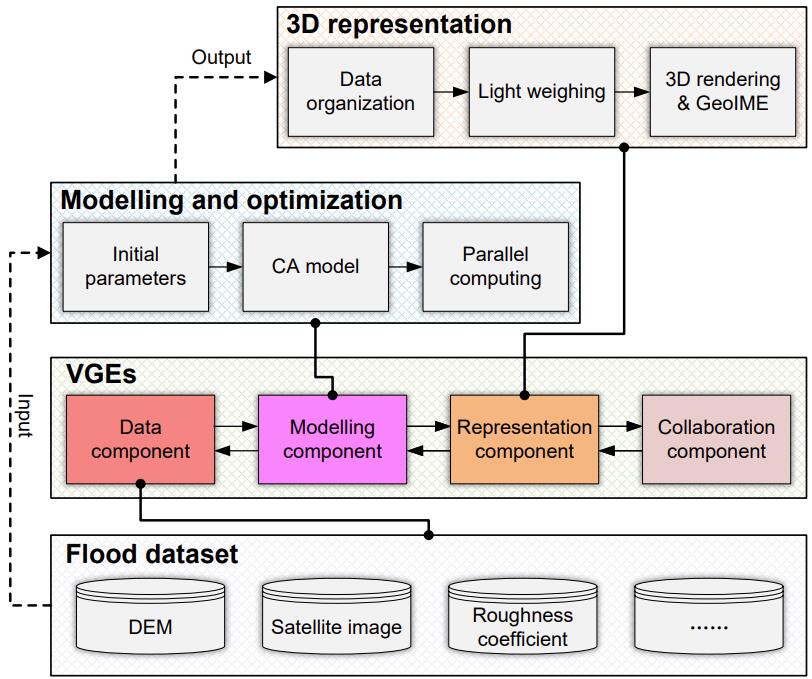 3D representation
Output
Data
organization
Light weighing
3D rendering
& GeoIME
Modelling and optimization
Initial
parameters
CA model
Parallel
computing
Input
VGEs
Data
component
Modelling
component
Representation
component
Collaboration
component
Flood dataset
DEM
Satellite image
Roughness
coefficient
......